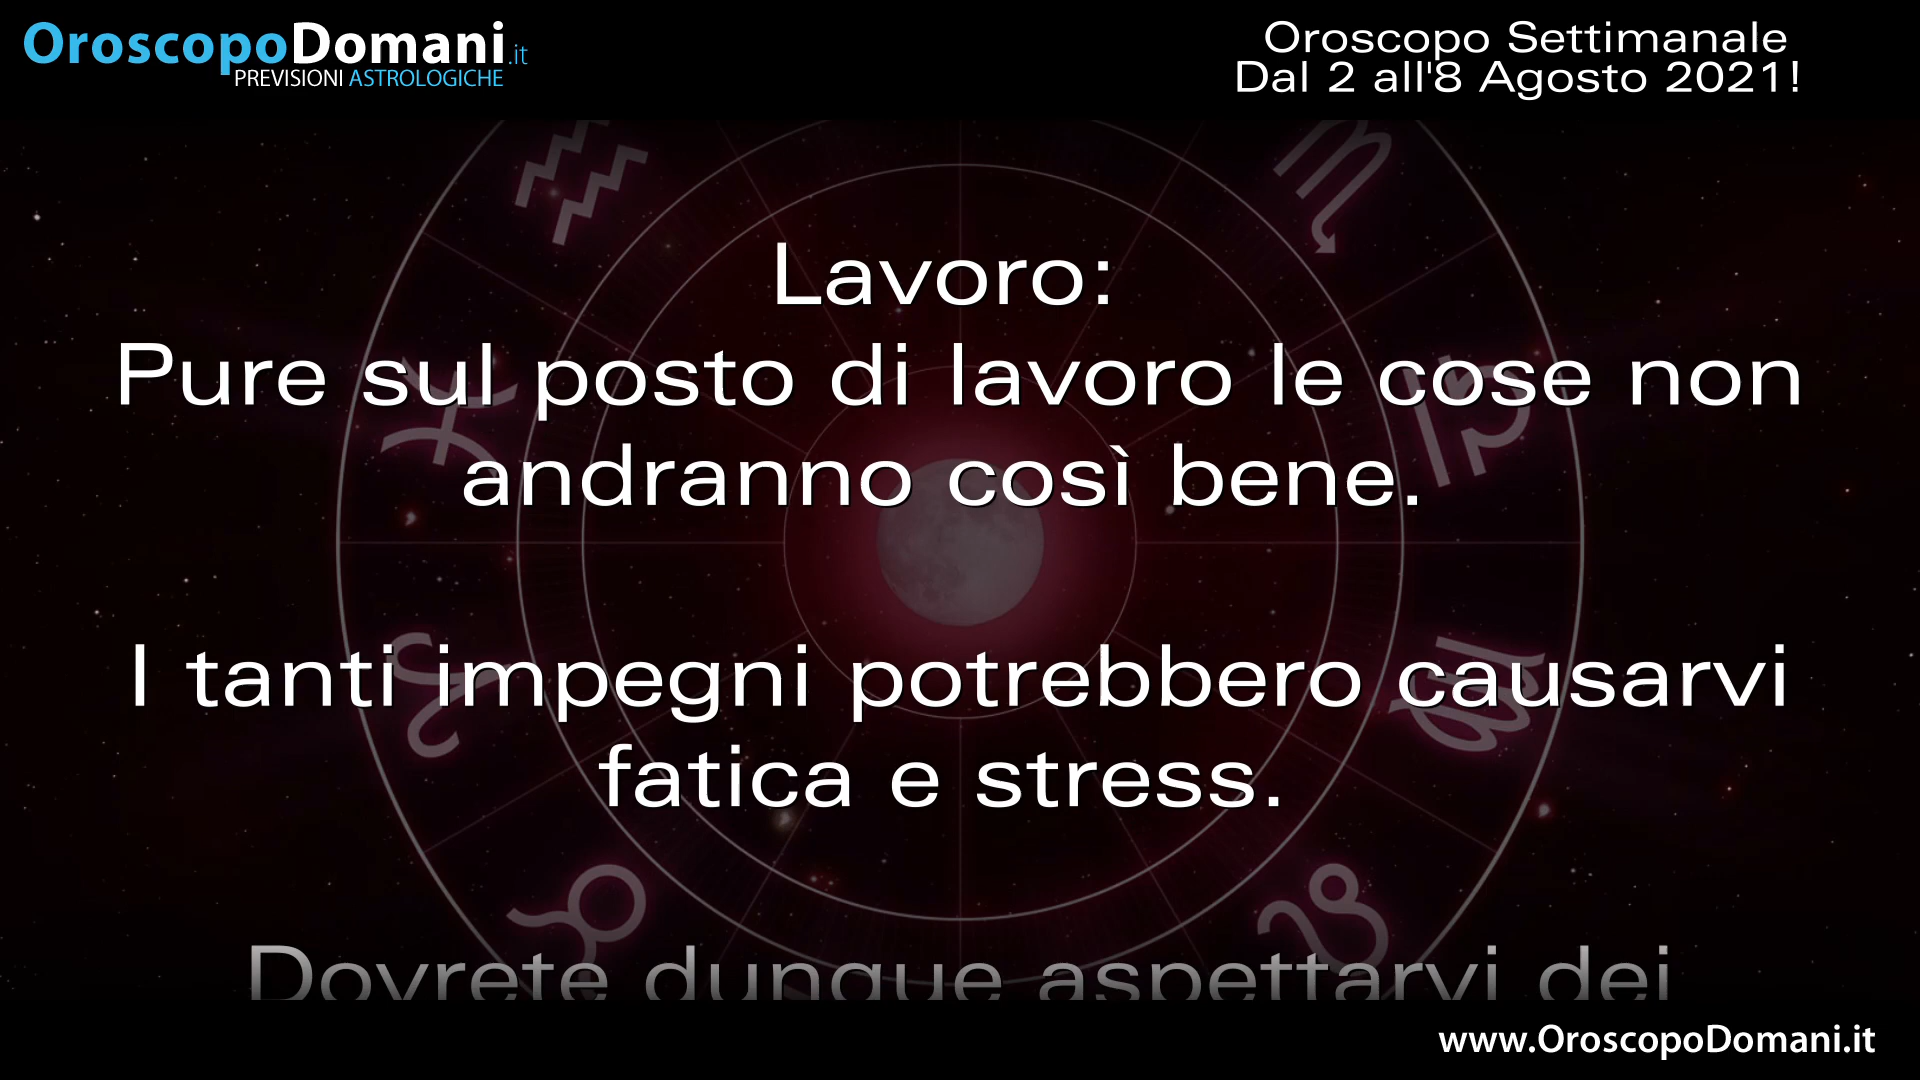 OroscopoDomani.it
PREVISIONI ASTROLOGICHE
Oroscopo Settimanale
Dal 2 all'8 Agosto 2021!
Lavoro:
Pure sul posto di lavoro le cose non
andranno così bene.
I tanti impegni potrebbero causarvi
fatica e stress.
Dovrete dunque aspettarvi dei
www.OroscopoDomani.it